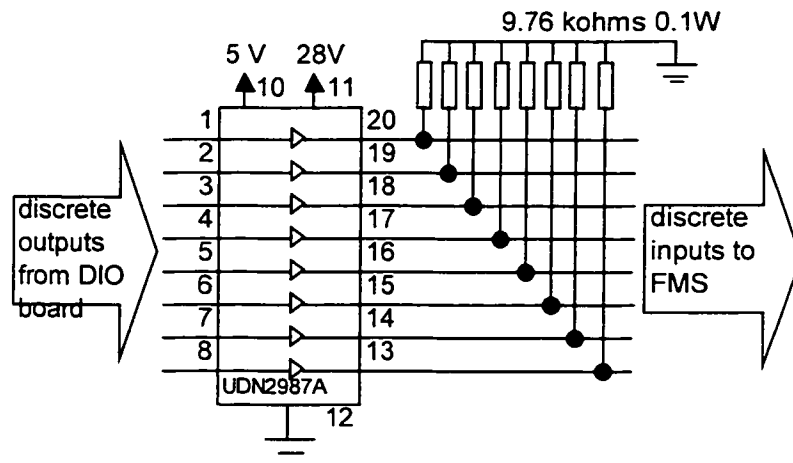 9.76 kohms 0.1W
5 V 28V
10 11
1 20
2 19
3 18
4 17
5 16
6 15
7 14
8 13
discrete
outputs
from DIO
board
discrete
inputs to
FMS
UDN2987A
12